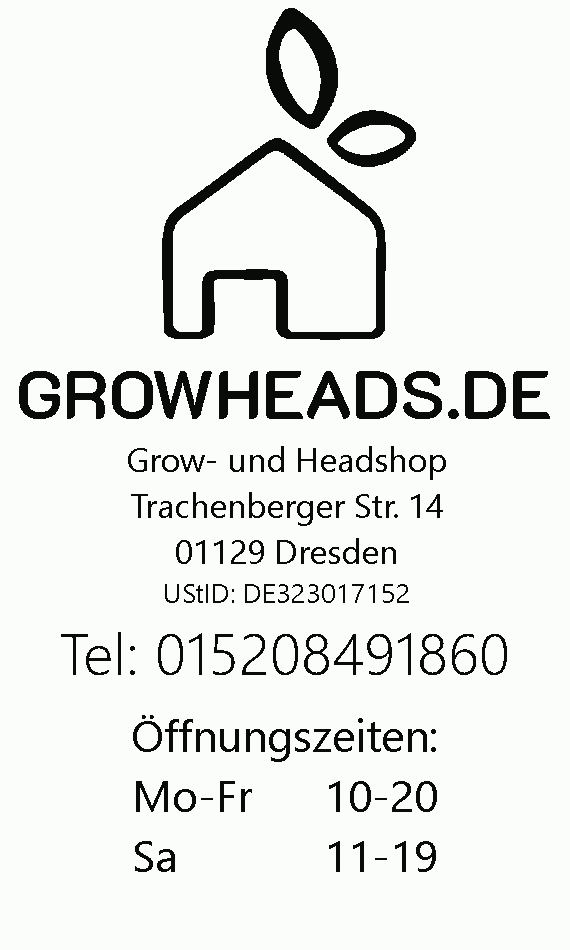 GROWHEADS.DE
Grow- und Headshop
Trachenberger Str. 14
01129 Dresden
UStID: DE323017152
Tel: 015208491860
Öffnungszeiten:
Mo-Fr 10-20
Sa 11-19